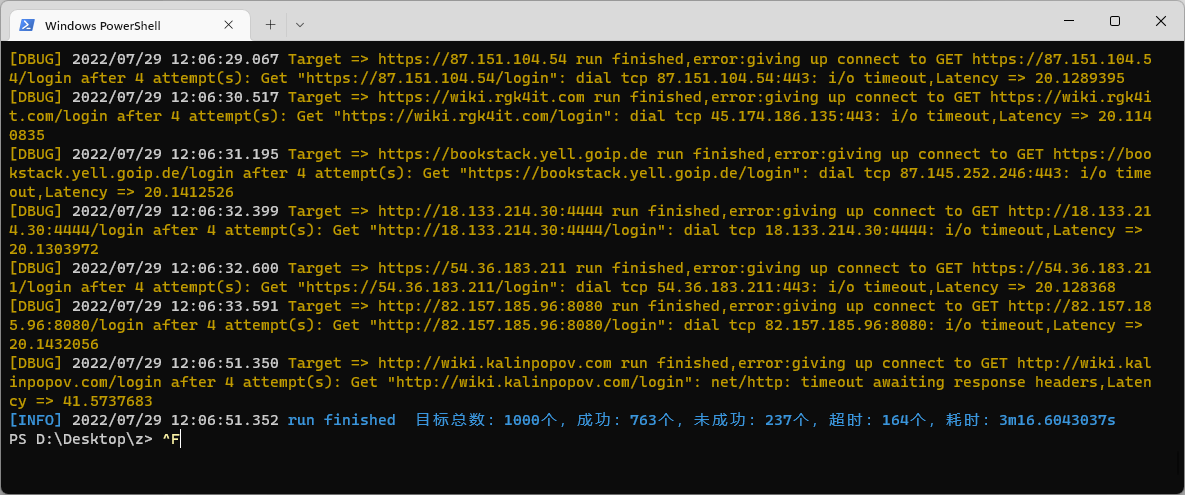 Windows PowerShell
[DBUG] 2022/07/29 12:06:29.067 Target => https://87.151.104.54 run finished,error:giving up connect to GET https://87.151.104.5
4/login after 4 attempt(s): Get "https://87.151.104.54/login": dial tcp 87.151.104.54:443: i/o timeout,Latency => 20.1289395
[DBUG] 2022/07/29 12:06:30.517 Target => https://wiki.rgk4it.com run finished,error:giving up connect to GET https://wiki.rgk4i
t.com/login after 4 attempt(s): Get "https://wiki.rgk4it.com/login": dial tcp 45.174.186.135:443: i/o timeout,Latency => 20.114
0835
[DBUG] 2022/07/29 12:06:31.195 Target => https://bookstack.yell.goip.de run finished,error:giving up connect to GET https://boo
kstack.yell.goip.de/login after 4 attempt(s): Get "https://bookstack.yell.goip.de/login": dial tcp 87.145.252.246:443: i/o time
out,Latency => 20.1412526
[DBUG] 2022/07/29 12:06:32.399 Target => http://18.133.214.30:4444 run finished,error:giving up connect to GET http://18.133.21
4.30:4444/login after 4 attempt(s): Get "http://18.133.214.30:4444/login": dial tcp 18.133.214.30:4444: i/o timeout,Latency =>
20.1303972
[DBUG] 2022/07/29 12:06:32.600 Target => https://54.36.183.211 run finished,error:giving up connect to GET https://54.36.183.21
1/login after 4 attempt(s): Get "https://54.36.183.211/login": dial tcp 54.36.183.211:443: i/o timeout,Latency => 20.128368
[DBUG] 2022/07/29 12:06:33.591 Target => http://82.157.185.96:8080 run finished,error:giving up connect to GET http://82.157.18
5.96:8080/login after 4 attempt(s): Get "http://82.157.185.96:8080/login": dial tcp 82.157.185.96:8080: i/o timeout,Latency =>
20.1432056
[DBUG] 2022/07/29 12:06:51.350 Target => http://wiki.kalinpopov.com run finished,error:giving up connect to GET http://wiki.kal
inpopov.com/login after 4 attempt(s): Get "http://wiki.kalinpopov.com/login": net/http: timeout awaiting response headers,Laten
cy => 41.5737683
[INFO] 2022/07/29 12:06:51.352 run finished  目标总数: 1000个, 成功: 763个, 未成功: 237个, 超时: 164个, 耗时: 3m16.6043037s
PS D:\Desktop\z> ^F